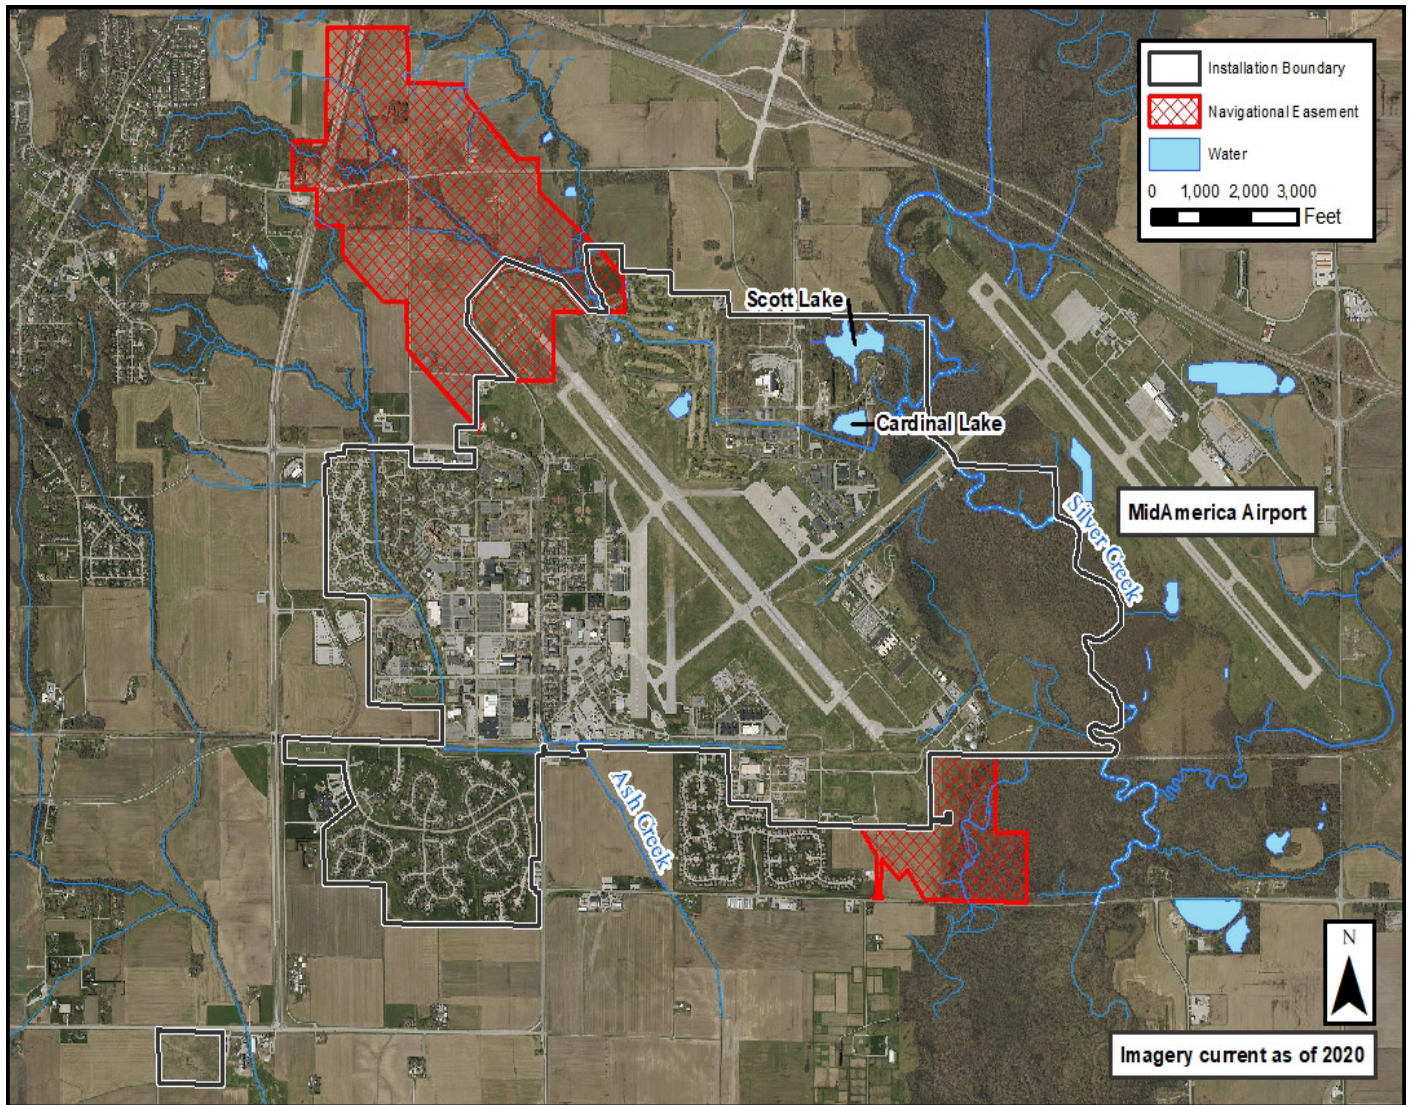 Installation Boundary
Navigational Easement
Water
0 1,000 2,000 3,000
Feet
Scott Lake
Cardinal Lake
MidAmerica Airport
Silver Creek
Ash Creek
N
Imagery current as of 2020